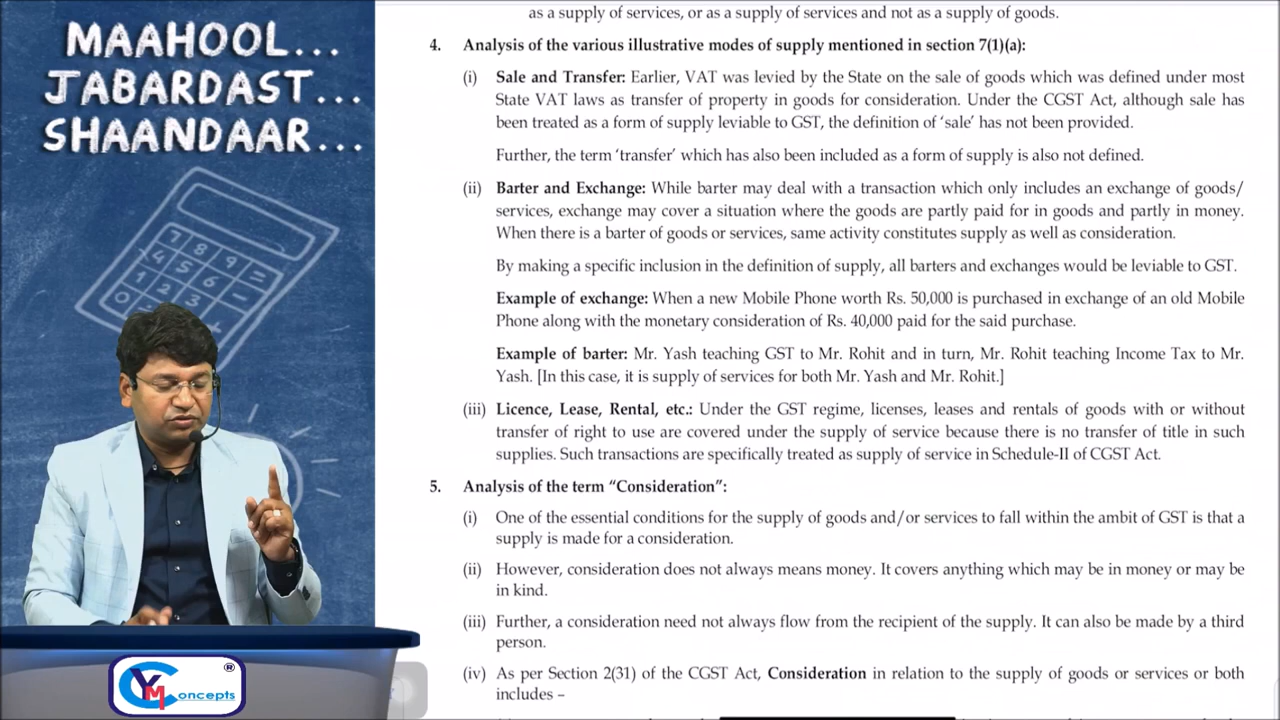 MAAHOOL...
JABARDAST...
SHAANDAAR...
as a supply of services, or as a supply of services and not as a supply of goods.
4. Analysis of the various illustrative modes of supply mentioned in section 7(1)(a):
(i) Sale and Transfer: Earlier, VAT was levied by the State on the sale of goods which was defined under most
State VAT laws as transfer of property in goods for consideration. Under the CGST Act, although sale has
been treated as a form of supply leviable to GST, the definition of ‘sale’ has not been provided.
Further, the term ‘transfer’ which has also been included as a form of supply is also not defined.
(ii) Barter and Exchange: While barter may deal with a transaction which only includes an exchange of goods/
services, exchange may cover a situation where the goods are partly paid for in goods and partly in money.
When there is a barter of goods or services, same activity constitutes supply as well as consideration.
By making a specific inclusion in the definition of supply, all barters and exchanges would be leviable to GST.
Example of exchange: When a new Mobile Phone worth Rs. 50,000 is purchased in exchange of an old Mobile
Phone along with the monetary consideration of Rs. 40,000 paid for the said purchase.
Example of barter: Mr. Yash teaching GST to Mr. Rohit and in turn, Mr. Rohit teaching Income Tax to Mr.
Yash. [In this case, it is supply of services for both Mr. Yash and Mr. Rohit.]
(iii) Licence, Lease, Rental, etc.: Under the GST regime, licenses, leases and rentals of goods with or without
transfer of right to use are covered under the supply of service because there is no transfer of title in such
supplies. Such transactions are specifically treated as supply of service in Schedule-II of CGST Act.
5. Analysis of the term “Consideration”:
(i) One of the essential conditions for the supply of goods and/or services to fall within the ambit of GST is that a
supply is made for a consideration.
(ii) However, consideration does not always means money. It covers anything which may be in money or may be
in kind.
(iii) Further, a consideration need not always flow from the recipient of the supply. It can also be made by a third
person.
(iv) As per Section 2(31) of the CGST Act, Consideration in relation to the supply of goods or services or both
includes –
7 8 9 =
4 5 6 -
1 2 3
0
YM Concepts ®